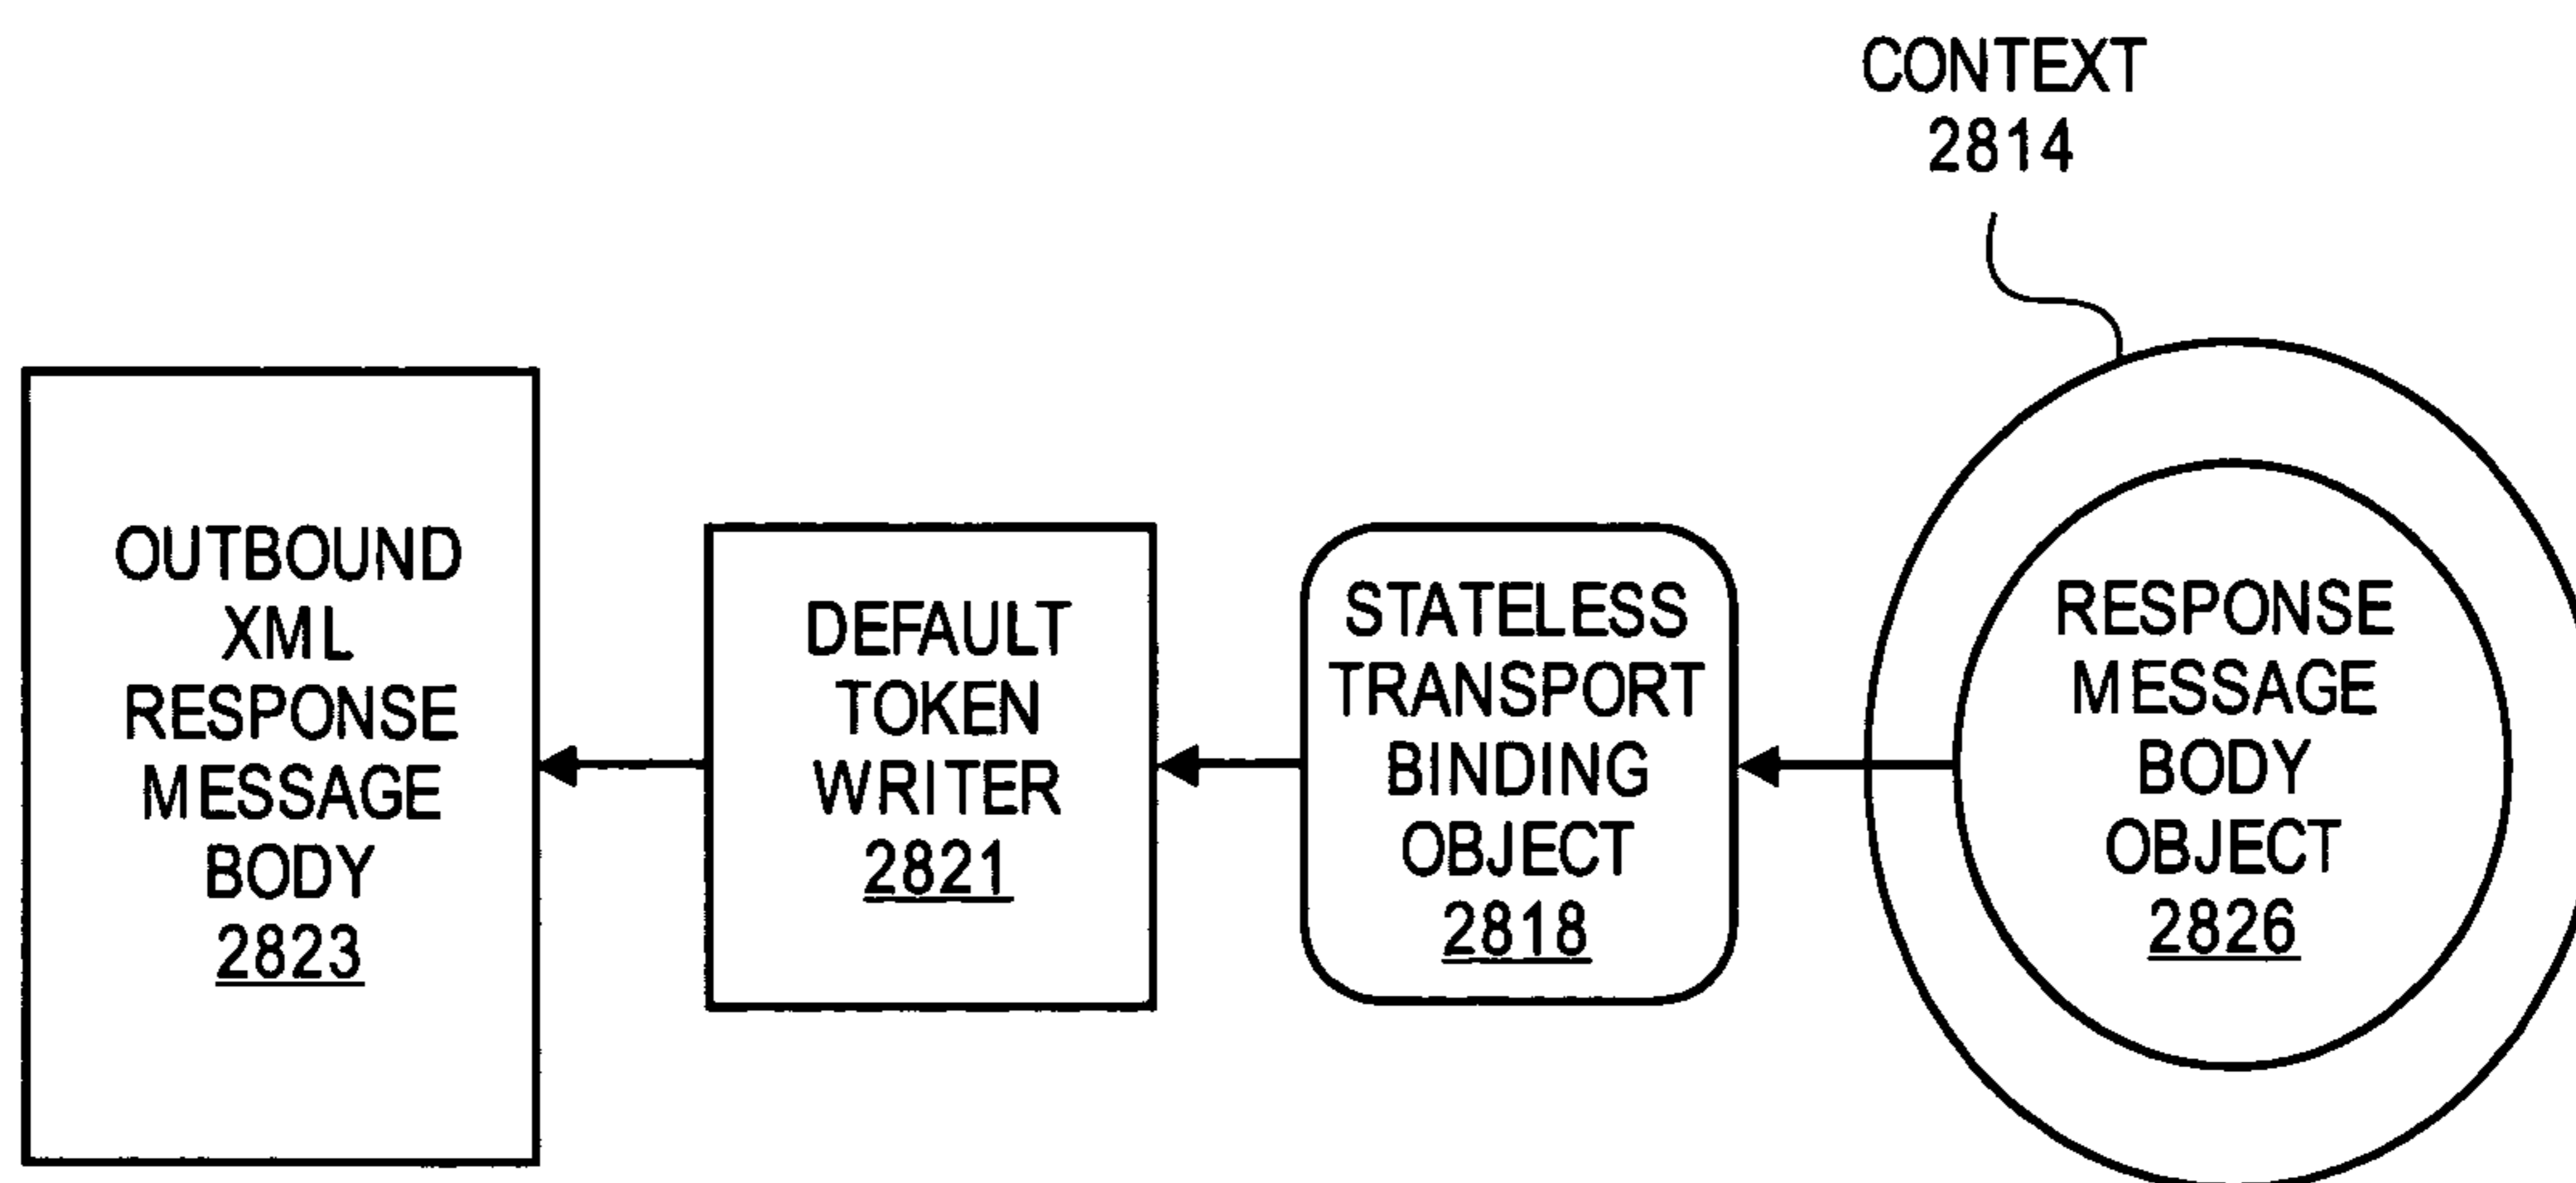 CONTEXT
2814
OUTBOUND
XML
RESPONSE
MESSAGE
BODY
2823
DEFAULT
TOKEN
WRITER
2821
STATELESS
TRANSPORT
BINDING
OBJECT
2818
RESPONSE
MESSAGE
BODY
OBJECT
2826